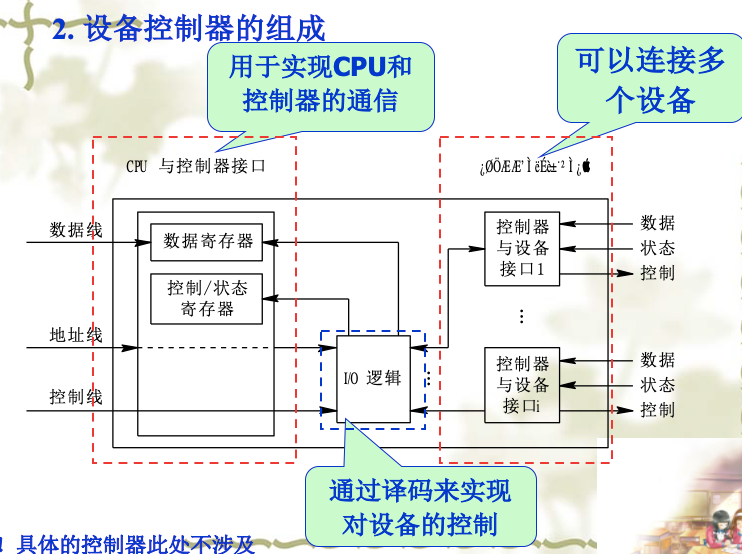 2. 设备控制器的组成
用于实现CPU和
控制器的通信
可以连接多
个设备
CPU 与控制器接口
数据线
数据寄存器
控制/状态
寄存器
地址线
控制线
I/O 逻辑
⋮
控制器
与设备
接口1
数据
状态
控制
⋮
控制器
与设备
接口i
数据
状态
控制
通过译码来实现
对设备的控制
! 具体的控制器此处不涉及